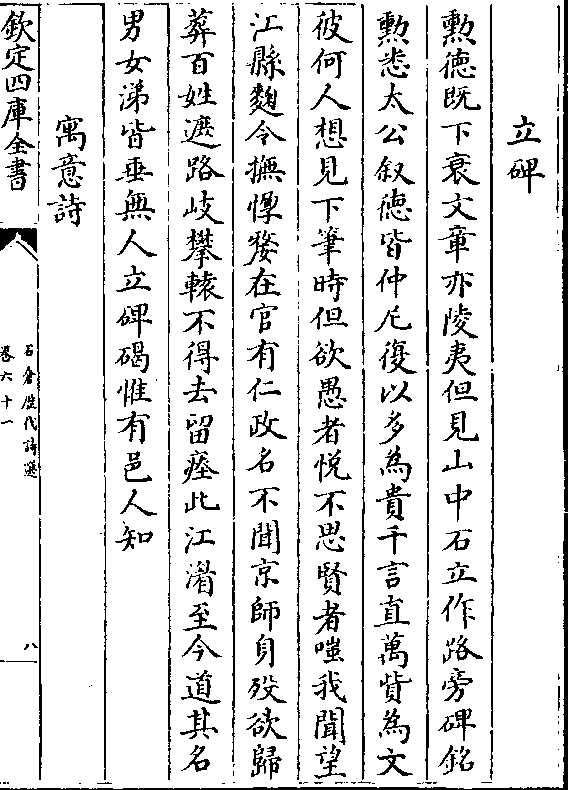 立碑
勲徳既下衰文章亦陵夷但見山中石立作路旁碑銘
勲悉太公叙徳皆仲尼復以多為貴千言直萬貲為文
彼何人想見下筆時但欲愚者悦不思賢者嗤我聞望
江縣麴令撫惸嫠在官有仁政名不聞京師身殁欲歸
葬百姓遮路岐攀轅不得去留瘞此江湄至今道其名
男女涕皆垂無人立碑碣惟有邑人知
寓意詩
欽定四庫全書
石倉歴代詩選
卷六十一
八